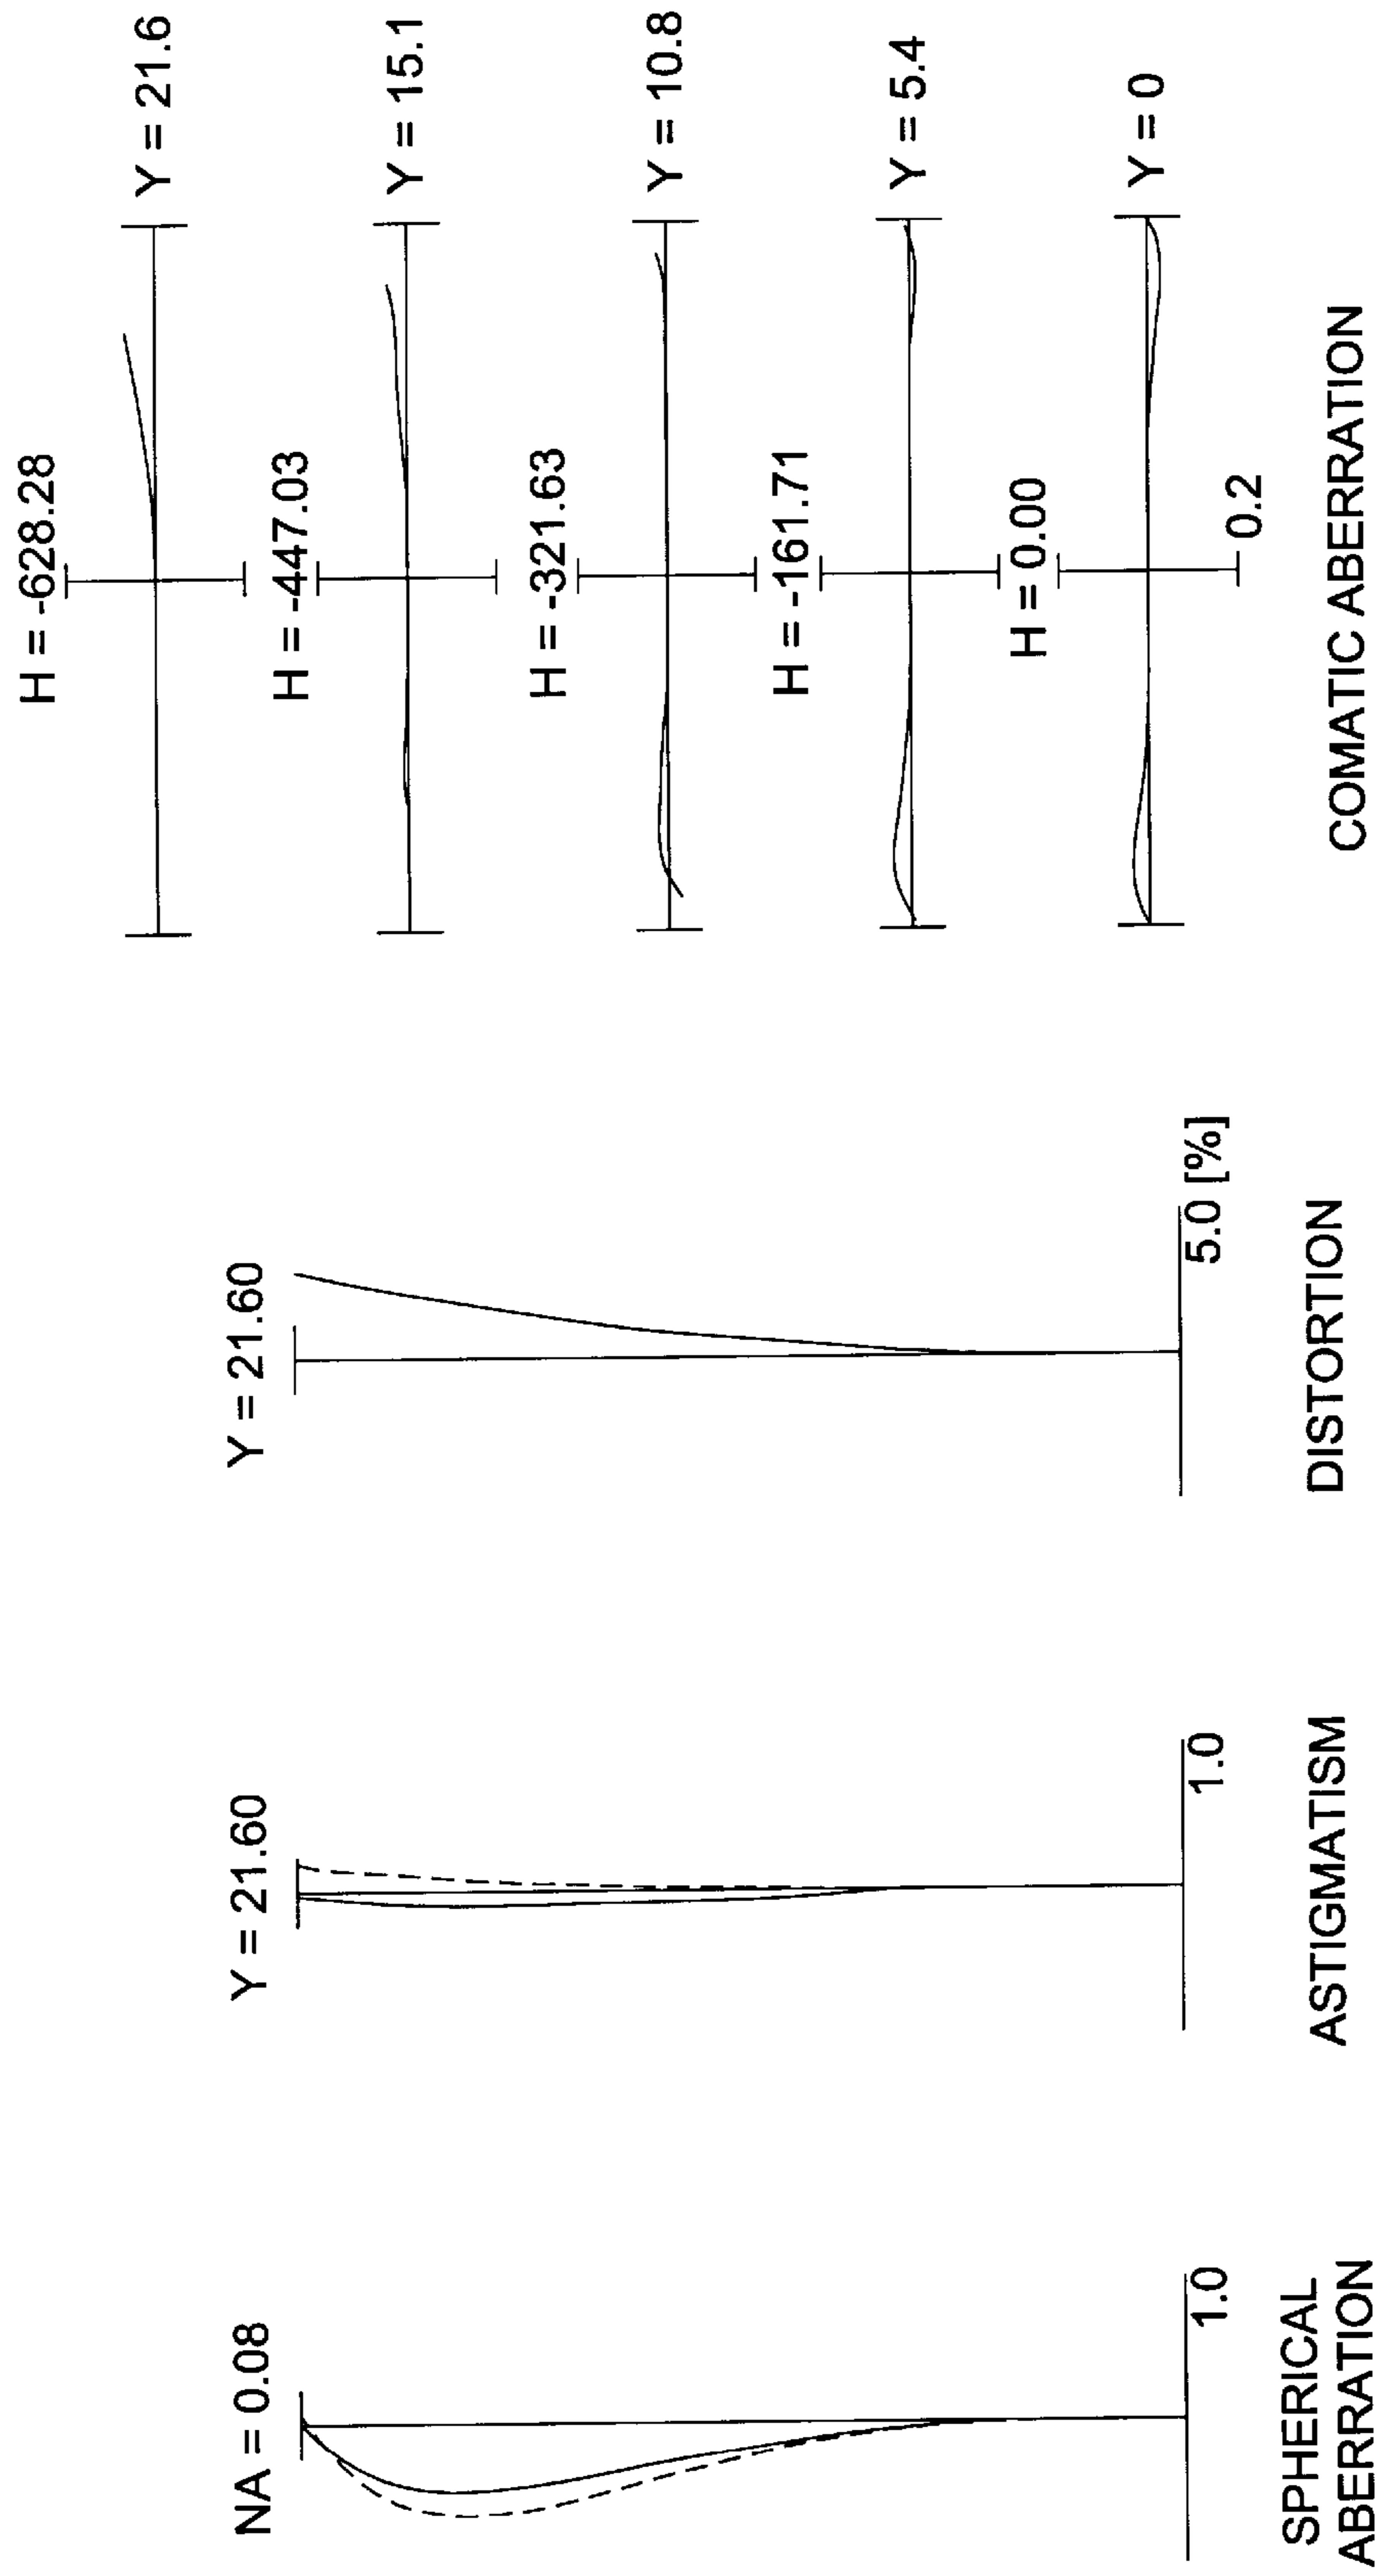 NA = 0.08
1.0
SPHERICAL
ABERRATION
Y = 21.60
1.0
ASTIGMATISM
Y = 21.60
5.0 [%]
DISTORTION
H = -628.28
Y = 21.6
H = -447.03
Y = 15.1
H = -321.63
Y = 10.8
H = -161.71
Y = 5.4
H = 0.00
Y = 0
0.2
COMATIC ABERRATION